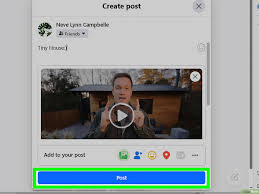 Create post
Neve Lynn Campbelle
Friends
Tiny House:)
Add to your post
Post